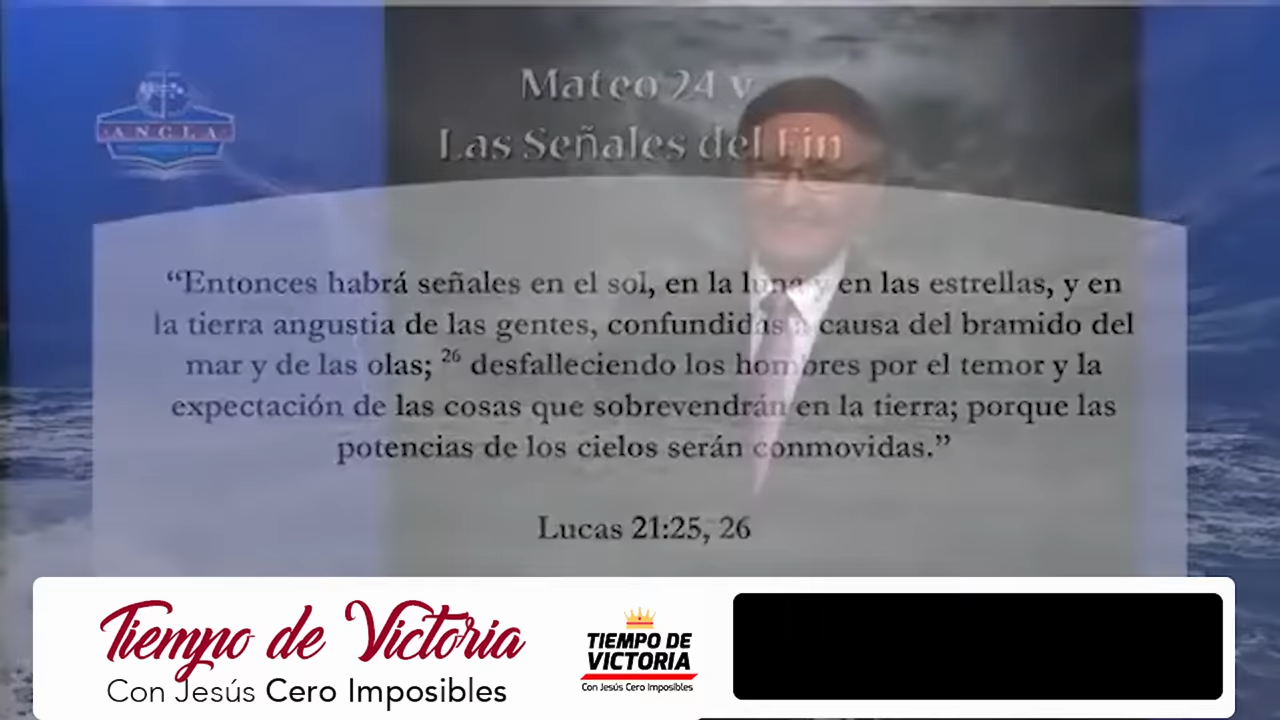 Mateo 24 y
Las Señales del Fin
ANCLA
“Entonces habrá señales en el sol, en la luna y en las estrellas, y en
la tierra angustia de las gentes, confundidas a causa del bramido del
mar y de las olas; 26 desfalleciendo los hombres por el temor y la
expectación de las cosas que sobrevendrán en la tierra; porque las
potencias de los cielos serán conmovidas.”
Lucas 21:25, 26
Tiempo de Victoria
Con Jesús Cero Imposibles
TIEMPO DE
VICTORIA
Con Jesús Cero Imposibles